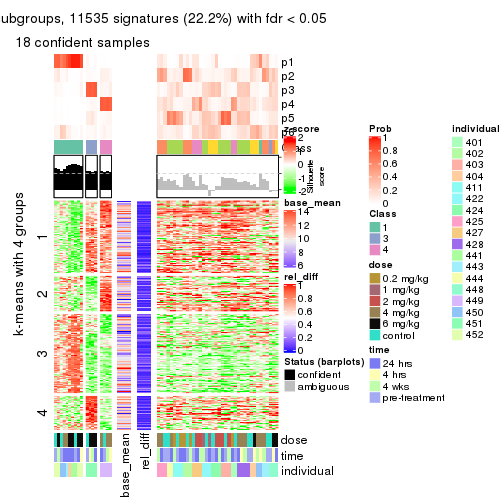 ubgroups, 11535 signatures (22.2%) with fdr < 0.05
18 confident samples
p1
p2
p3
p4
p5
z-score
2
1
0
-1
-2
Silhouette
score
k-means with 4 groups
1
2
3
4
base_mean
14
12
10
8
6
rel_diff
1
0.8
0.6
0.4
0.2
0
Status (barplots)
confident
ambiguous
Prob
1
0.8
0.6
0.4
0.2
0
Class
1
3
4
dose
0.2 mg/kg
1 mg/kg
2 mg/kg
4 mg/kg
6 mg/kg
control
time
24 hrs
4 hrs
4 wks
pre-treatment
individual
401
402
403
404
411
422
424
425
427
428
441
443
444
448
449
450
451
452
dose
time
individual
base_mean
rel_diff